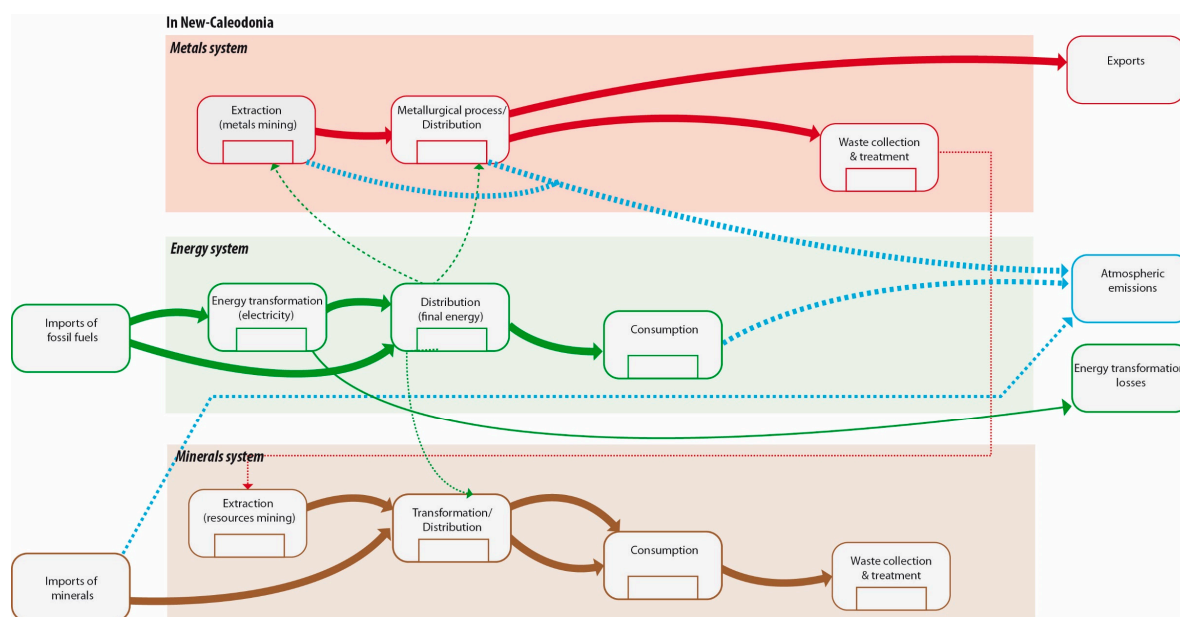 In New-Caleodonia
Metals system
Exports
Extraction
(metals mining)
Metallurgical process/
Distribution
Waste collection
& treatment
Energy system
Imports of
fossil fuels
Energy transformation
(electricity)
Distribution
(final energy)
Consumption
Atmospheric
emissions
Energy transformation
losses
Minerals system
Extraction
(resources mining)
Transformation/
Distribution
Consumption
Waste collection
& treatment
Imports of
minerals